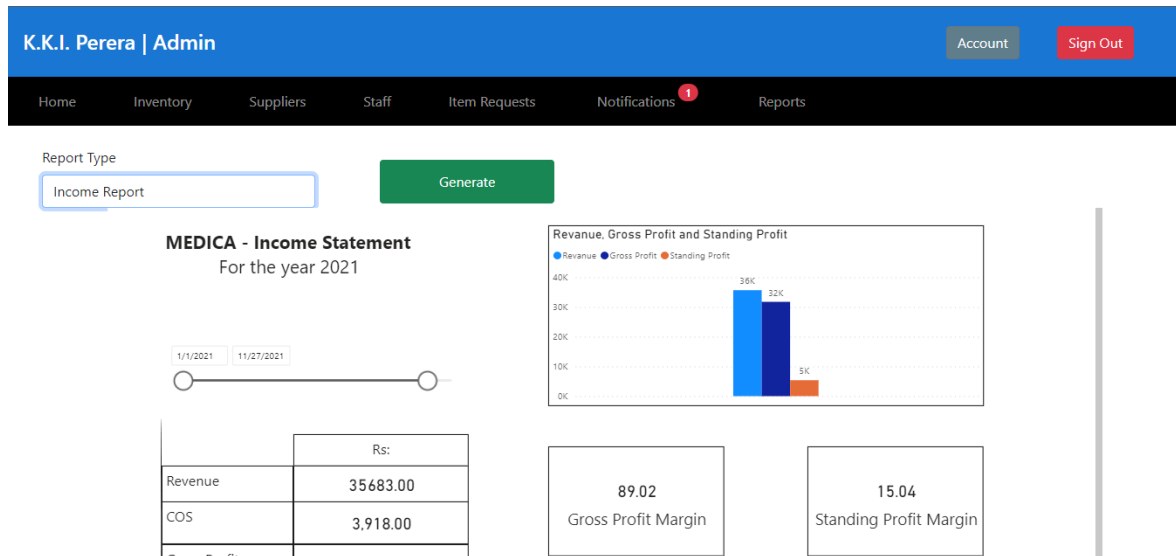 K.K.I. Perera | Admin
Account
Sign Out
Home
Inventory
Suppliers
Staff
Item Requests
Notifications
1
Reports
Report Type
Income Report
Generate
MEDICA - Income Statement
For the year 2021
1/1/2021
11/27/2021
Revanue, Gross Profit and Standing Profit
Revanue
Gross Profit
Standing Profit
40K
30K
20K
10K
0K
36K
32K
5K
Rs:
Revanue
35683.00
COS
3,918.00
89.02
Gross Profit Margin
15.04
Standing Profit Margin